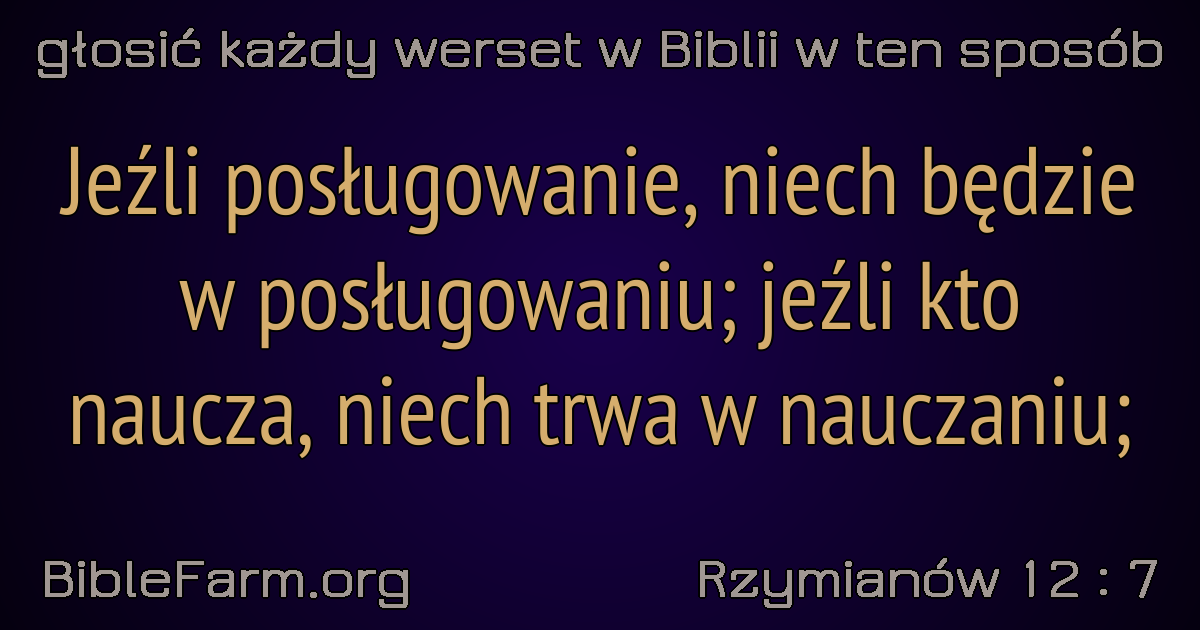 głosić każdy werset w Biblii w ten sposób
Jeźli posługowanie, niech będzie
w posługowaniu; jeźli kto
naucza, niech trwa w nauczaniu;
BibleFarm.org
Rzymianów 12 : 7